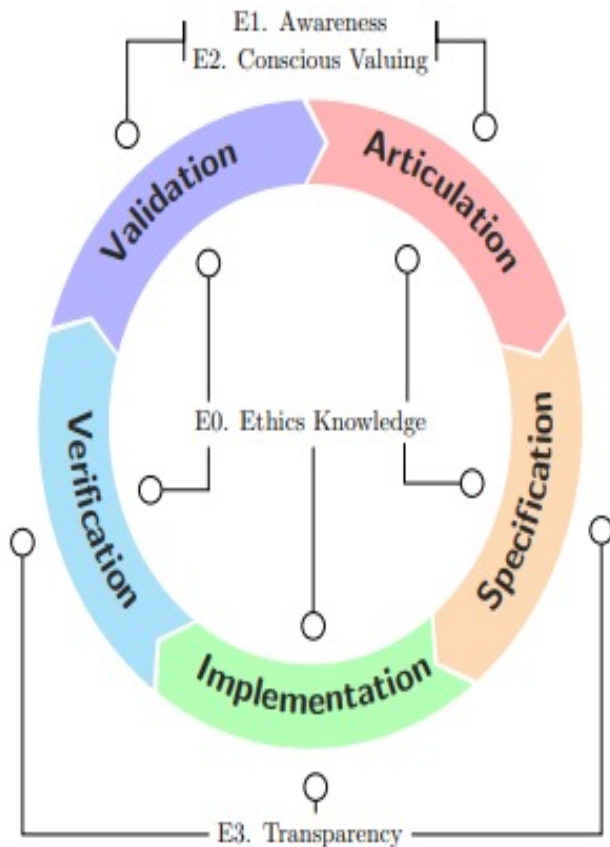 E1. Awareness
E2. Conscious Valuing
Validation
Articulation
E0. Ethics Knowledge
Verification
Specification
Implementation
E3. Transparency